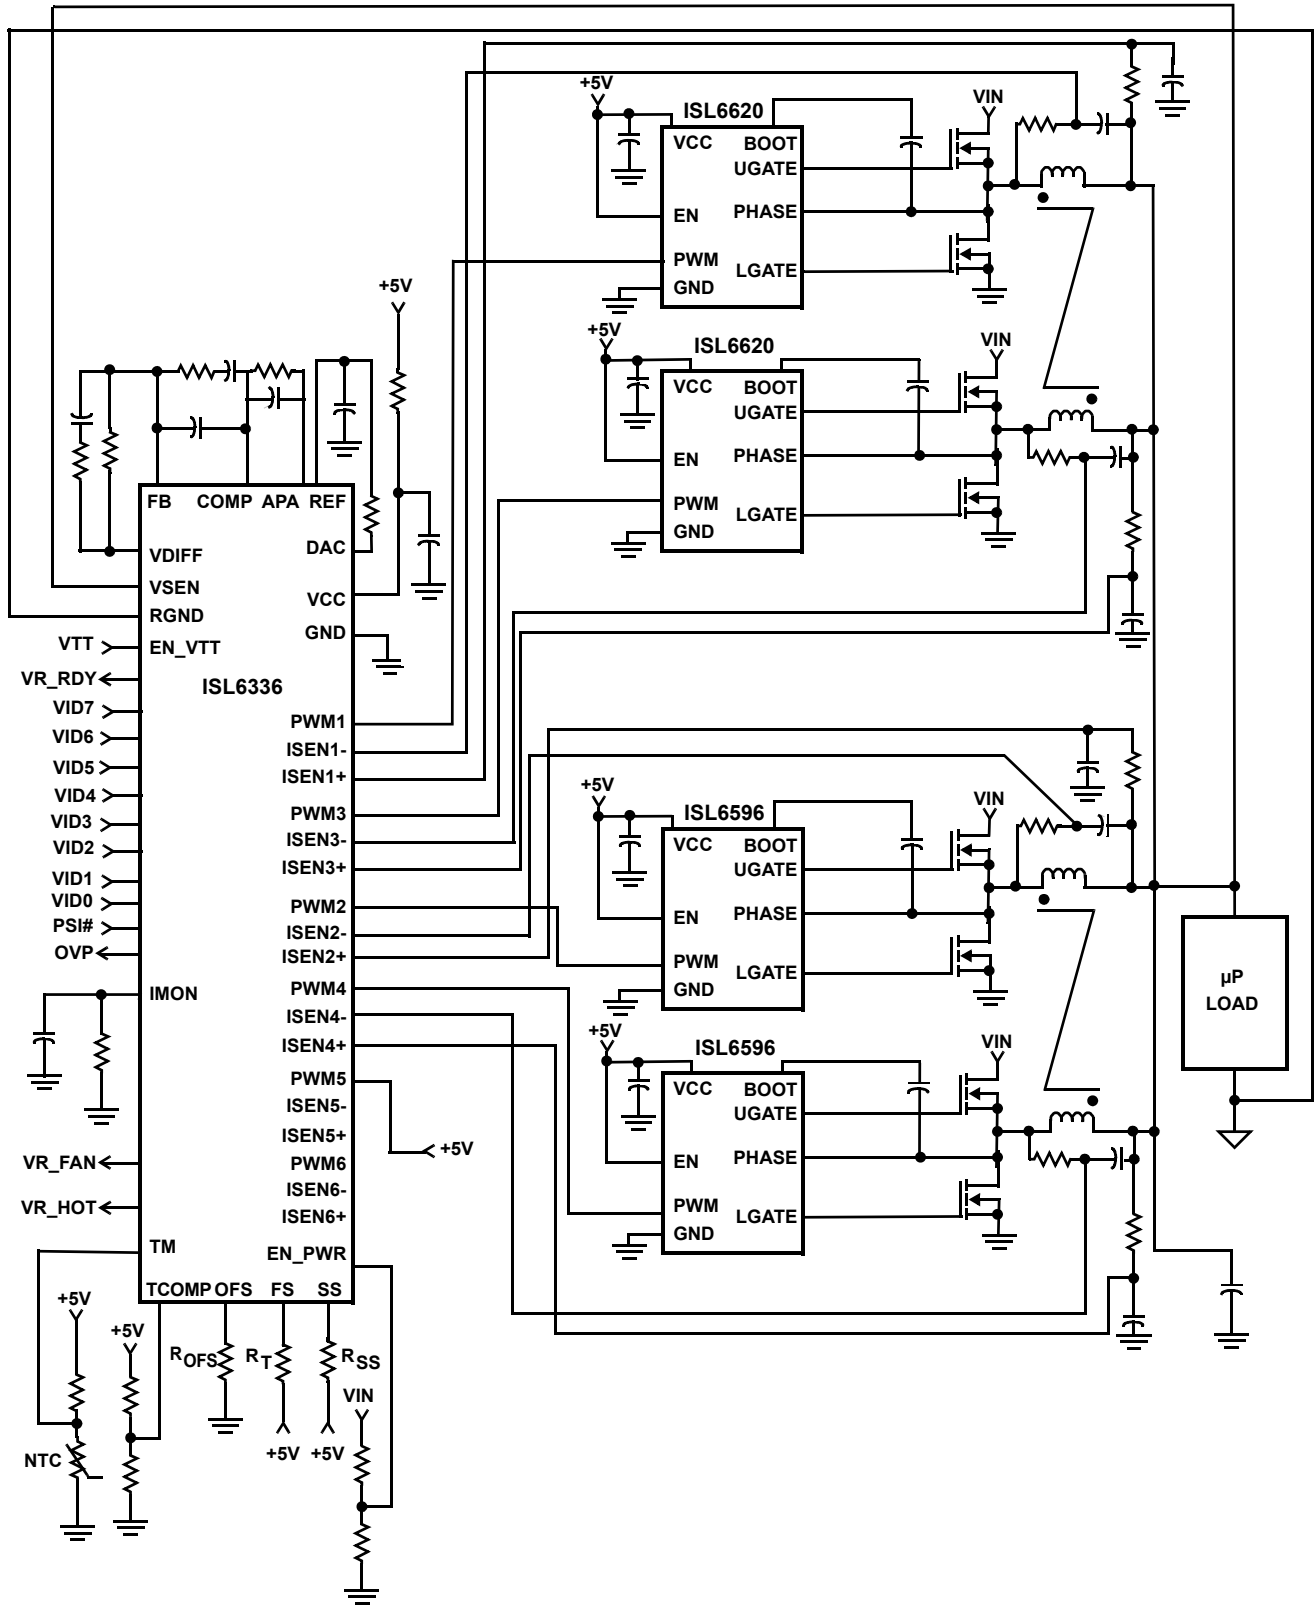 +5V
ISL6620
VIN
VCC
BOOT
UGATE
EN
PHASE
PWM
LGATE
GND
+5V
+5V
ISL6620
VIN
VCC
BOOT
UGATE
EN
PHASE
PWM
LGATE
GND
FB
COMP
APA
REF
VDIFF
DAC
VSEN
VCC
RGND
GND
VTT
EN_VTT
VR_RDY
ISL6336
VID7
PWM1
VID6
ISEN1-
VID5
ISEN1+
VID4
PWM3
VID3
ISEN3-
VID2
ISEN3+
VID1
VID0
PWM2
PSI#
ISEN2-
OVP
ISEN2+
IMON
PWM4
ISEN4-
ISEN4+
PWM5
ISEN5-
ISEN5+
+5V
VR_FAN
PWM6
ISEN6-
VR_HOT
ISEN6+
TM
EN_PWR
TCOMP
OFS
FS
SS
+5V
ISL6596
VIN
VCC
BOOT
UGATE
EN
PHASE
PWM
LGATE
GND
+5V
ISL6596
VIN
VCC
BOOT
UGATE
EN
PHASE
PWM
LGATE
GND
µP
LOAD
+5V
+5V
ROFS
RT
RSS
VIN
NTC
+5V
+5V